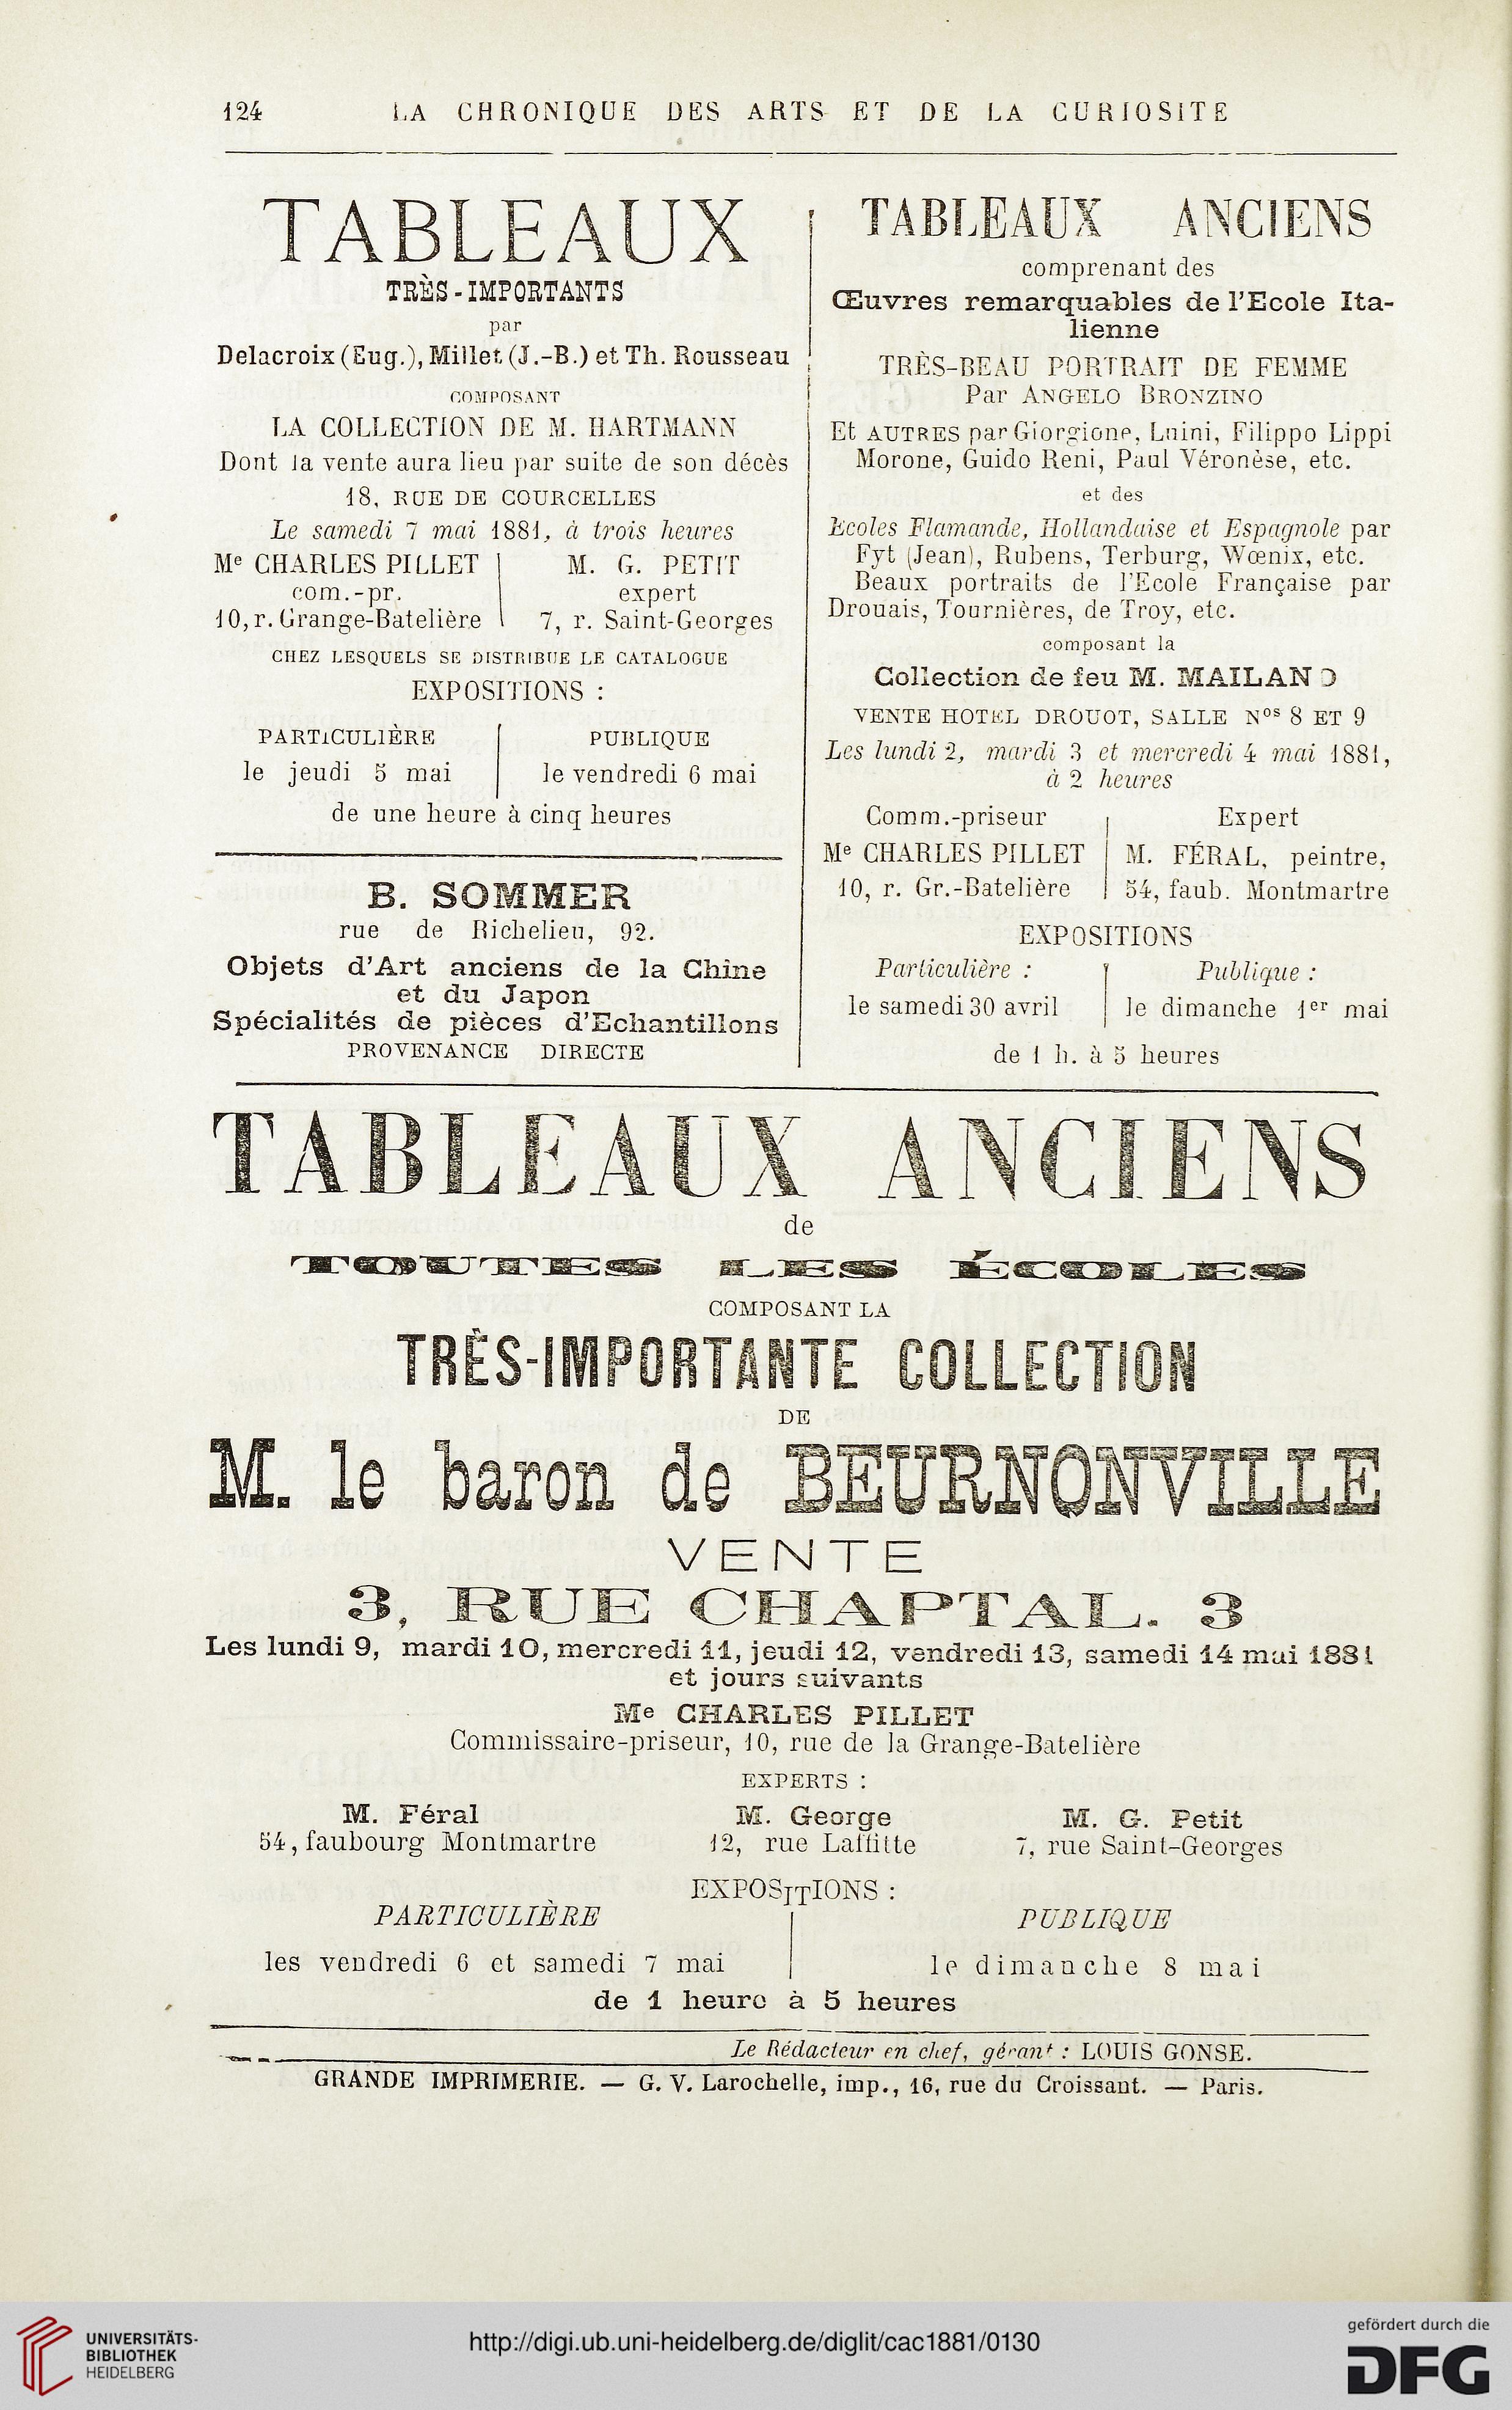 124 LA CHRONIQUE DES ARTS ET DE LA CURIOSITE
TABLEAUX
TRÈS-IMPORTANTS
par
Delacroix (Eug.), Millet (J.-B.) et Th. Rousseau
COMPOSANT
LA COLLECTION DE M. HARTMANN
Dont la vente aura lieu par suite de son décès
18, RUE DE COURCELLES
Le samedi 7 mai 1881, à trois heures
Me CHARLES PILLET
com.-pr.
10, r. Grange-Batelière
M. G. PETIT
expert
7, r. Saint-Georges
CHEZ LESQUELS SE DISTRIBUE LE CATALOGUE
EXPOSITIONS :
PARTICULIÈRE
le jeudi 5 mai
PUBLIQUE
le vendredi 6 mai
de une heure à cinq heures
B. SOMMER
rue de Richelieu, 92.
Objets d'Art anciens de la Chine
et du Japon
Spécialités de pièces d'Echantillons
PROVENANCE DIRECTE
TABLEAUX ANCIENS
comprenant des
Œuvres remarquables de l'Ecole Ita-
lienne
TRÈS-BEAU PORTRAIT DE FEMME
Par ANGELO BRONZINO
Et AUTRES par Giorgione, Luini, Filippo Lippi
Morone, Guido Reni, Paul Véronèse, etc.
et des
Ecoles Flamande, Hollandaise et Espagnole par
Fyt (Jean), Rubens, Terburg, Wœnix, etc.
Beaux portraits de l'Ecole Française par
Drouais, Tournières, de Troy, etc.
composant la
Collection de feu M. MAILAND
VENTE HOTEL DROUOT, SALLE Nos 8 ET 9
Les lundi 2, mardi 3 et mercredi 4 mai 1881,
à 2 heures
Comm.-priseur
Me CHARLES PILLET
10, r. Gr.-Batelière
Expert
M. FÉRAL, peintre,
54, faub. Montmartre
EXPOSITIONS
Particulière :
le samedi 30 avril
Publique :
le dimanche 1er mai
de 1 h. à 5 heures
TABLEAUX ANCIENS
de
TOUTES LES ÉCOLES
COMPOSANT LA
TRÈS-IMPORTANTE COLLECTION
DE
M. le baron de BEURNONVILLE
VENTE
3, RUE CHAPTAL. 3
Les lundi 9, mardi 10, mercredi 11, jeudi 12, vendredi 13, samedi 14 mai 1881
et jours suivants
Me CHARLES PILLET
Commissaire-priseur, 10, rue de la Grange-Batelière
EXPERTS :
M. Féral
54, faubourg Montmartre
M. George
12, rue Laffitte
M. G. Petit
7, rue Saint-Georges
EXPOSITIONS :
PARTICULIÈRE
les vendredi 6 et samedi 7 mai
PUBLIQUE
le dimanche 8 mai
de 1 heure à 5 heures
Le Rédacteur en chef, gérant : LOUIS GONSE.
GRANDE IMPRIMERIE. — G. V. Larochelle, imp., 16, rue du Croissant. — Paris.
UNIVERSITÄTS-
BIBLIOTHEK
HEIDELBERG
http://digi.ub.uni-heidelberg.de/diglit/cac1881/0130
gefördert durch die
DFG